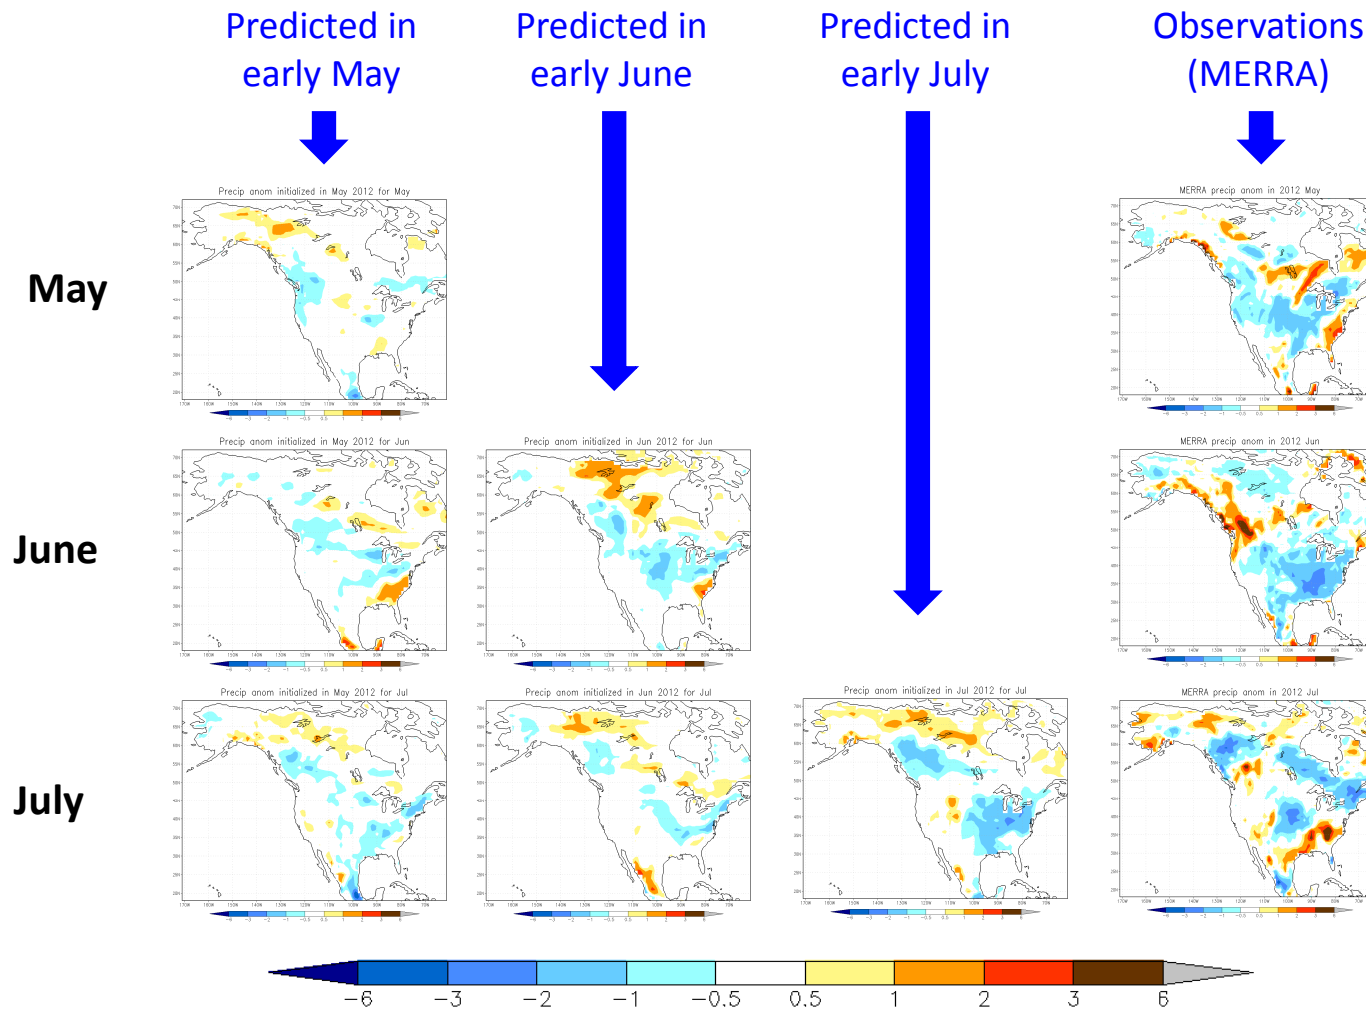 Predicted in early May
Predicted in early June
Predicted in early July
Observations (MERRA)
May
Precip anom initialized in May 2012 for May
MERRA precip anom in 2012 May
June
Precip anom initialized in May 2012 for Jun
Precip anom initialized in Jun 2012 for Jun
MERRA precip anom in 2012 Jun
July
Precip anom initialized in May 2012 for Jul
Precip anom initialized in Jun 2012 for Jul
Precip anom initialized in Jul 2012 for Jul
MERRA precip anom in 2012 Jul
-6 -3 -2 -1 -0.5 0.5 1 2 3 6